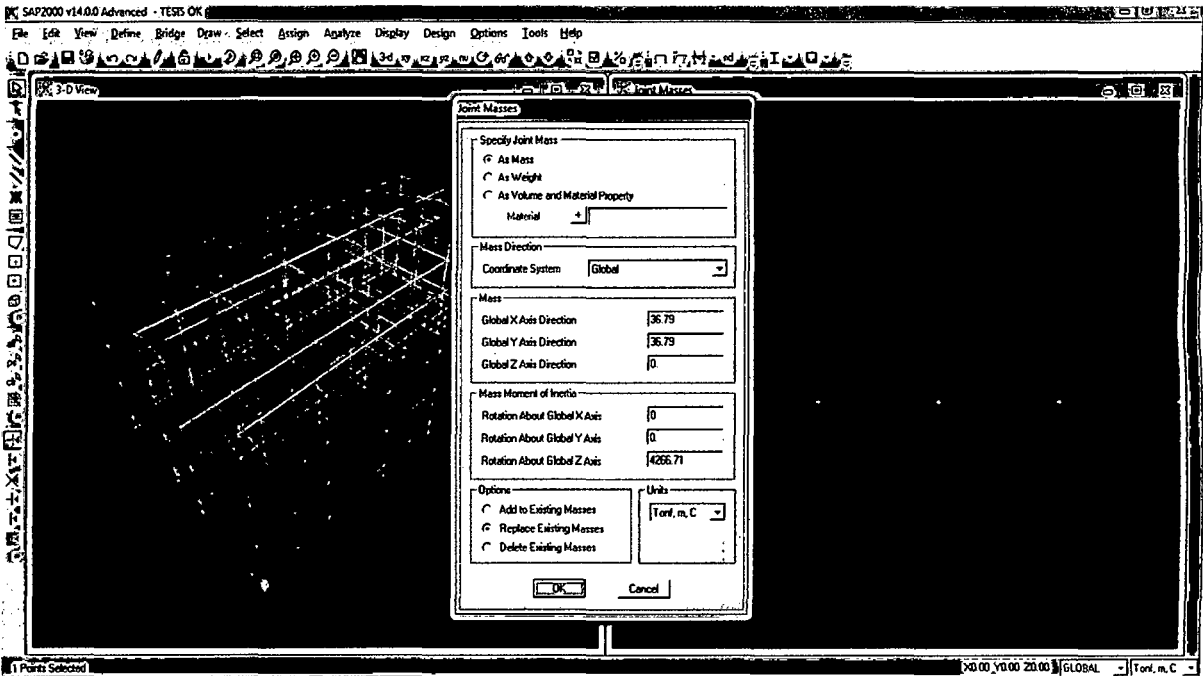 SAP2000 v14.0.0 Advanced - TESIS OK
File Edit View Define Bridge Draw Select Assign Analyze Display Design Options Tools Help
3-D View
Joint Masses
Joint Masses
Specify Joint Mass
As Mass
As Weight
As Volume and Material Property
Material +
Mass Direction
Coordinate System Global
Mass
Global X Axis Direction 36.79
Global Y Axis Direction 36.79
Global Z Axis Direction 0.
Mass Moment of Inertia
Rotation About Global X Axis 0
Rotation About Global Y Axis 0.
Rotation About Global Z Axis 4266.71
Options
Add to Existing Masses
Replace Existing Masses
Delete Existing Masses
Units
Tonf, m, C
OK Cancel
1 Points Selected
X0.00 Y0.00 Z0.00 GLOBAL Tonf, m, C